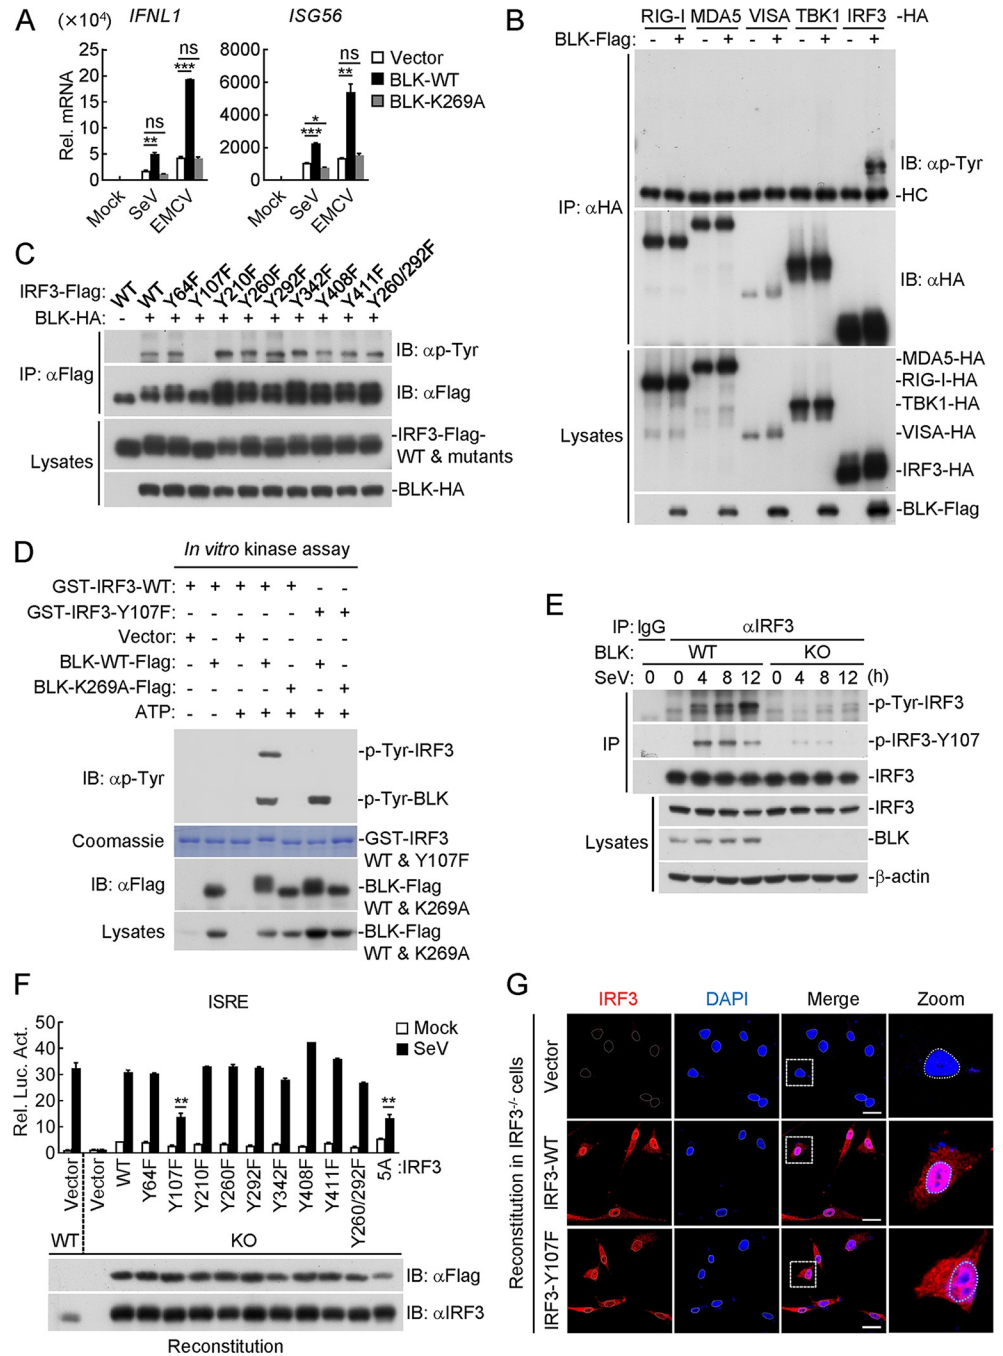 A
(×10⁴) IFNL1
ISG56
Rel. mRNA
25
20
15
10
5
0
ns
**
ns
***
Mock
SeV
EMCV
8000
6000
4000
2000
0
*
***
ns
**
Mock
SeV
EMCV
Vector
BLK-WT
BLK-K269A
B
RIG-I MDA5 VISA TBK1 IRF3 -HA
BLK-Flag: - + - + - + - + - +
IP: αHA
IB: αp-Tyr
-HC
IB: αHA
Lysates
-MDA5-HA
-RIG-I-HA
-TBK1-HA
-VISA-HA
-IRF3-HA
-BLK-Flag
C
IRF3-Flag: WT WT Y64F Y107F Y210F Y260F Y292F Y342F Y408F Y411F Y260/292F
BLK-HA: - + + + + + + + + + +
IP: αFlag
IB: αp-Tyr
IB: αFlag
Lysates
-IRF3-Flag-
WT & mutants
-BLK-HA
D
In vitro kinase assay
GST-IRF3-WT: + + + + + - -
GST-IRF3-Y107F: - - - - - + +
Vector: + - + - - - -
BLK-WT-Flag: - + - + - + -
BLK-K269A-Flag: - - - - + - +
ATP: - - + + + + +
IB: αp-Tyr
-p-Tyr-IRF3
-p-Tyr-BLK
Coomassie
-GST-IRF3
WT & Y107F
IB: αFlag
-BLK-Flag
WT & K269A
Lysates
-BLK-Flag
WT & K269A
E
IP: IgG αIRF3
BLK: WT KO
SeV: 0 0 4 8 12 0 4 8 12 (h)
IP
-p-Tyr-IRF3
-p-IRF3-Y107
-IRF3
Lysates
-IRF3
-BLK
-β-actin
F
ISRE
Rel. Luc. Act.
50
40
30
20
10
0
Mock
SeV
**
**
Vector Vector WT Y64F Y107F Y210F Y260F Y292F Y342F Y408F Y411F Y260/292F 5A :IRF3
WT KO
IB: αFlag
IB: αIRF3
Reconstitution
G
IRF3 DAPI Merge Zoom
Reconstitution in IRF3⁻/⁻ cells
Vector
IRF3-WT
IRF3-Y107F